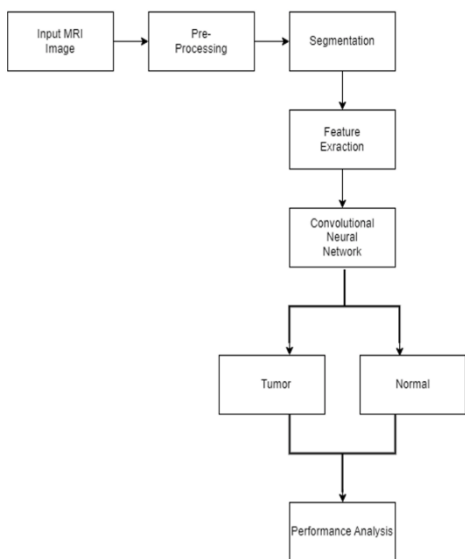 Input MRI
Image
Pre-
Processing
Segmentation
Feature
Exraction
Convolutional
Neural
Network
Tumor
Normal
Performance Analysis